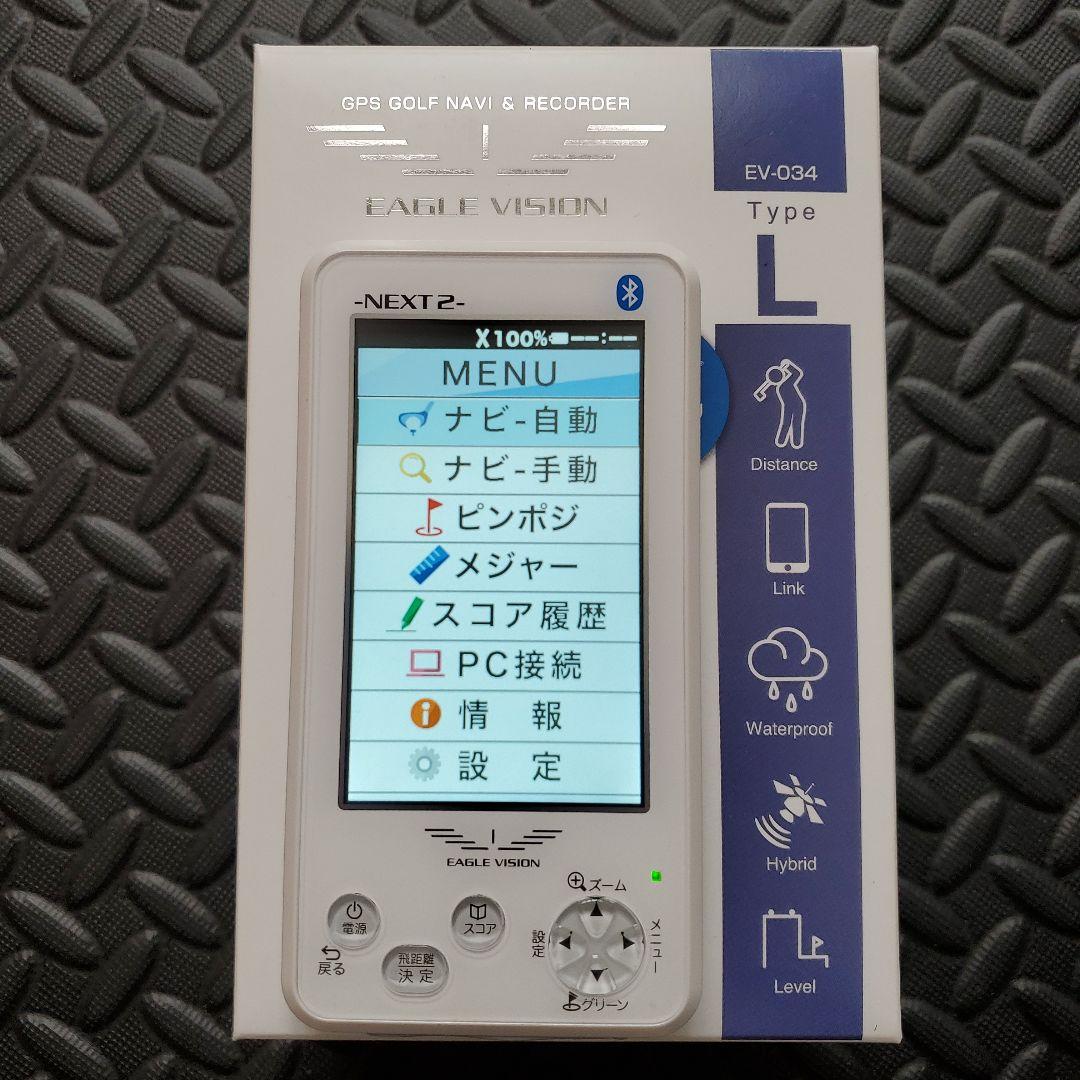 GPS GOLF NAVI & RECORDER
EAGLE VISION
EV-034
Type
L
-NEXT2-
100% --:--
MENU
ナビ-自動
ナビ-手動
ピンポジ
メジャー
スコア履歴
PC接続
情 報
設 定
EAGLE VISION
電源
戻る
スコア
飛距離
決定
ズーム
設定
メニュー
グリーン
Distance
Link
Waterproof
Hybrid
Level